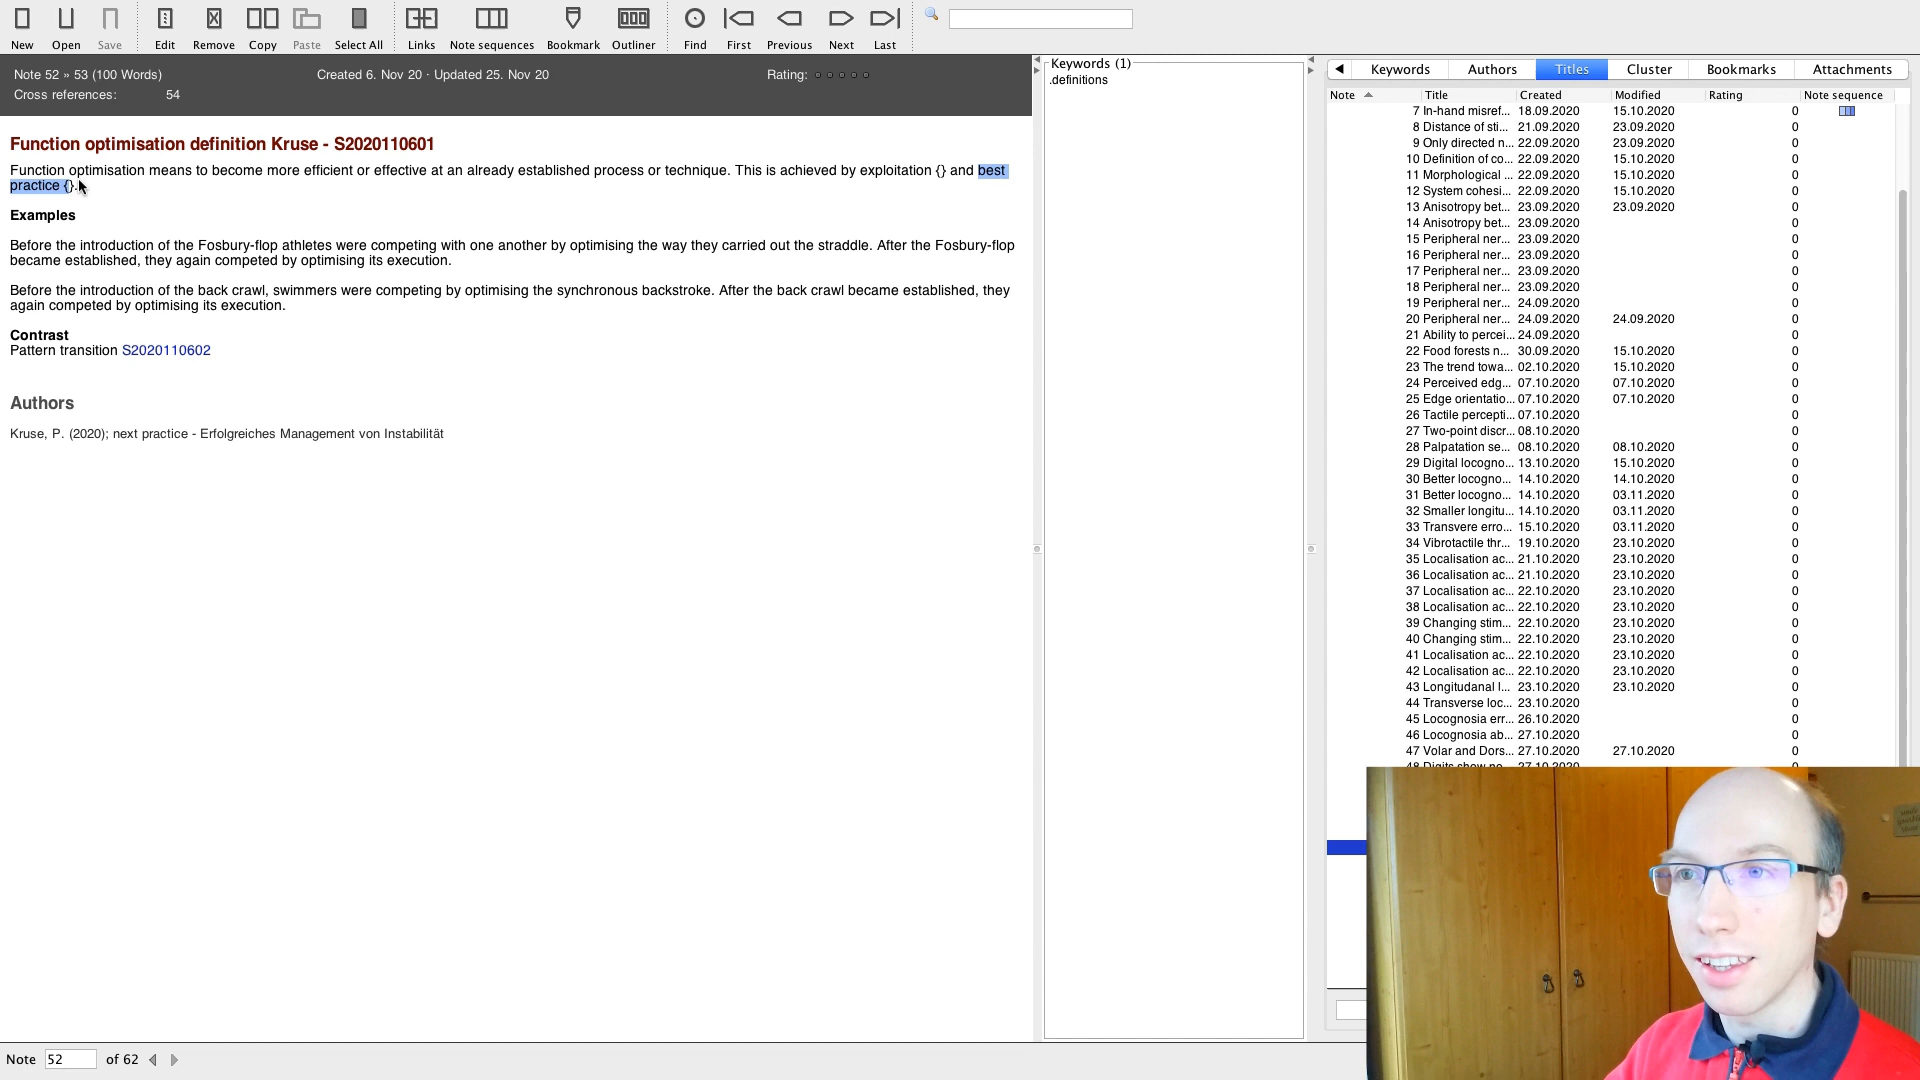 New Open Save Edit Remove Copy Paste Select All Links Note sequences Bookmark Outliner Find First Previous Next Last
Note 52 » 53 (100 Words) Created 6. Nov 20 · Updated 25. Nov 20 Rating:
Cross references: 54
Function optimisation definition Kruse - S2020110601
Function optimisation means to become more efficient or effective at an already established process or technique. This is achieved by exploitation {} and best
practice {}.
Examples
Before the introduction of the Fosbury-flop athletes were competing with one another by optimising the way they carried out the straddle. After the Fosbury-flop
became established, they again competed by optimising its execution.
Before the introduction of the back crawl, swimmers were competing by optimising the synchronous backstroke. After the back crawl became established, they
again competed by optimising its execution.
Contrast
Pattern transition S2020110602
Authors
Kruse, P. (2020); next practice - Erfolgreiches Management von Instabilität
Keywords (1)
.definitions
Keywords Authors Titles Cluster Bookmarks Attachments
Note Title Created Modified Rating Note sequence
7 In-hand misref... 18.09.2020 15.10.2020 0
8 Distance of sti... 21.09.2020 23.09.2020 0
9 Only directed n... 22.09.2020 23.09.2020 0
10 Definition of co... 22.09.2020 15.10.2020 0
11 Morphological ... 22.09.2020 15.10.2020 0
12 System cohesi... 22.09.2020 15.10.2020 0
13 Anisotropy bet... 23.09.2020 23.09.2020 0
14 Anisotropy bet... 23.09.2020 0
15 Peripheral ner... 23.09.2020 0
16 Peripheral ner... 23.09.2020 0
17 Peripheral ner... 23.09.2020 0
18 Peripheral ner... 23.09.2020 0
19 Peripheral ner... 24.09.2020 0
20 Peripheral ner... 24.09.2020 24.09.2020 0
21 Ability to percei... 24.09.2020 0
22 Food forests n... 30.09.2020 15.10.2020 0
23 The trend towa... 02.10.2020 15.10.2020 0
24 Perceived edg... 07.10.2020 07.10.2020 0
25 Edge orientatio... 07.10.2020 07.10.2020 0
26 Tactile percepti... 07.10.2020 0
27 Two-point discr... 08.10.2020 0
28 Palpatation se... 08.10.2020 08.10.2020 0
29 Digital locogno... 13.10.2020 15.10.2020 0
30 Better locogno... 14.10.2020 14.10.2020 0
31 Better locogno... 14.10.2020 03.11.2020 0
32 Smaller longitu... 14.10.2020 03.11.2020 0
33 Transvere erro... 15.10.2020 03.11.2020 0
34 Vibrotactile thr... 19.10.2020 23.10.2020 0
35 Localisation ac... 21.10.2020 23.10.2020 0
36 Localisation ac... 21.10.2020 23.10.2020 0
37 Localisation ac... 22.10.2020 23.10.2020 0
38 Localisation ac... 22.10.2020 23.10.2020 0
39 Changing stim... 22.10.2020 23.10.2020 0
40 Changing stim... 22.10.2020 23.10.2020 0
41 Localisation ac... 22.10.2020 23.10.2020 0
42 Localisation ac... 22.10.2020 23.10.2020 0
43 Longitudanal l... 23.10.2020 23.10.2020 0
44 Transverse loc... 23.10.2020 0
45 Locognosia err... 26.10.2020 0
46 Locognosia ab... 27.10.2020 0
47 Volar and Dors... 27.10.2020 27.10.2020 0
Note 52 of 62